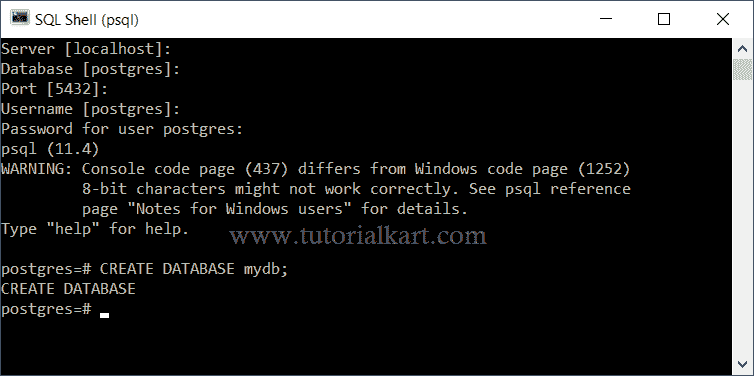 SQL Shell (psql)
Server [localhost]:
Database [postgres]:
Port [5432]:
Username [postgres]:
Password for user postgres:
psql (11.4)
WARNING: Console code page (437) differs from Windows code page (1252)
         8-bit characters might not work correctly. See psql reference
         page "Notes for Windows users" for details.
Type "help" for help.
www.tutorialkart.com
postgres=# CREATE DATABASE mydb;
CREATE DATABASE
postgres=#